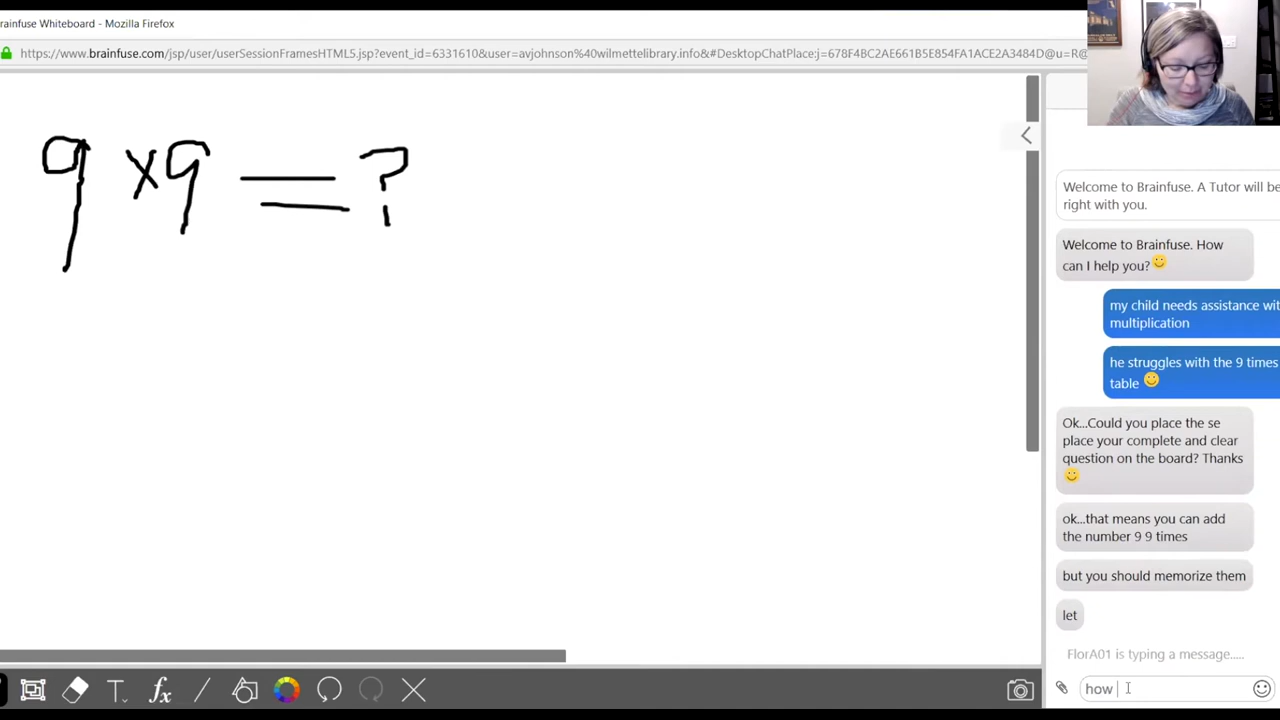 rainfuse Whiteboard - Mozilla Firefox
https://www.brainfuse.com/jsp/user/userSessionFramesHTML5.jsp?event_id=6331610&user=avjohnson%40wilmettelibrary.info&#DesktopChatPlace:j=678F4BC2AE661B5E854FA1ACE2A3484D@u=R@
9 x9 = ?
Welcome to Brainfuse. A Tutor will be
right with you.
Welcome to Brainfuse. How
can I help you?
my child needs assistance wit
multiplication
he struggles with the 9 times
table
Ok...Could you place the se
place your complete and clear
question on the board? Thanks
ok...that means you can add
the number 9 9 times
but you should memorize them
let
FlorA01 is typing a message.....
T fx
how